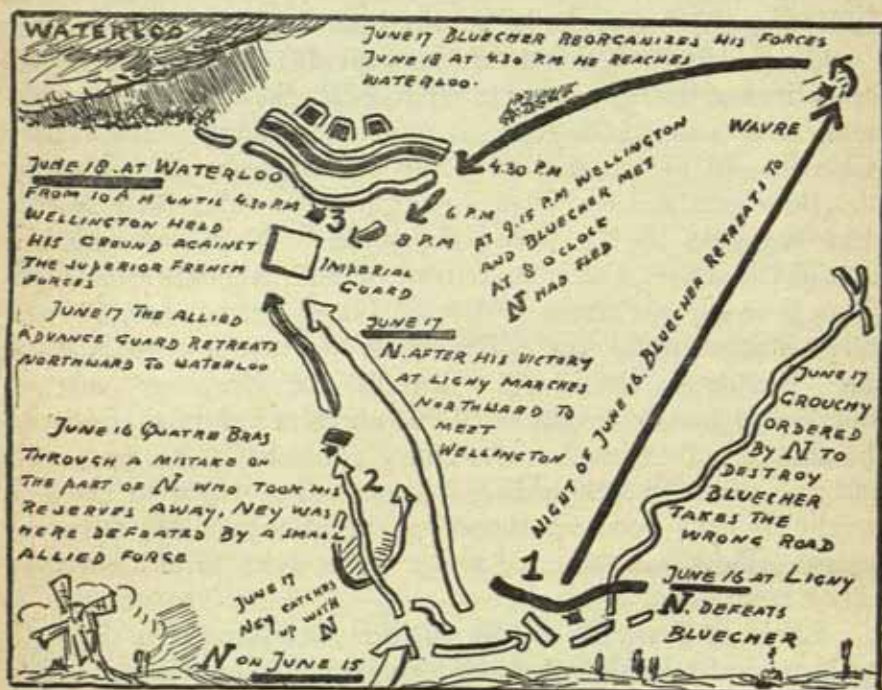 WATERLOO
JUNE 17 BLUECHER REORGANIZES HIS FORCES
JUNE 18 AT 4.30 P.M. HE REACHES
WATERLOO.
WAVRE
4.30 P.M
6 P.M
8 P.M
AT 9.15 P.M WELLINGTON
AND BLUECHER MET
AT 8 O'CLOCK
N HAD FLED
JUNE 18. AT WATERLOO
FROM 10 A M UNTIL 4.30 P.M
WELLINGTON HELD
HIS GROUND AGAINST
THE SUPERIOR FRENCH
FORCES
3
IMPERIAL
GUARD
JUNE 17 THE ALLIED
ADVANCE GUARD RETREATS
NORTHWARD TO WATERLOO
JUNE 17
N. AFTER HIS VICTORY
AT LIGNY MARCHES
NORTHWARD TO
MEET
WELLINGTON
NIGHT OF JUNE 16. BLUECHER RETREATS TO
JUNE 17
GROUCHY
ORDERED
BY N TO
DESTROY
BLUECHER
TAKES THE
WRONG ROAD
JUNE 16 QUATRE BRAS
THROUGH A MISTAKE ON
THE PART OF N WHO TOOK HIS
RESERVES AWAY, NEY WAS
HERE DEFEATED BY A SMALL
ALLIED FORCE
2
1
JUNE 17
NEY CATCHES
UP WITH
N
JUNE 16 AT LIGNY
N. DEFEATS
BLUECHER
N ON JUNE 15